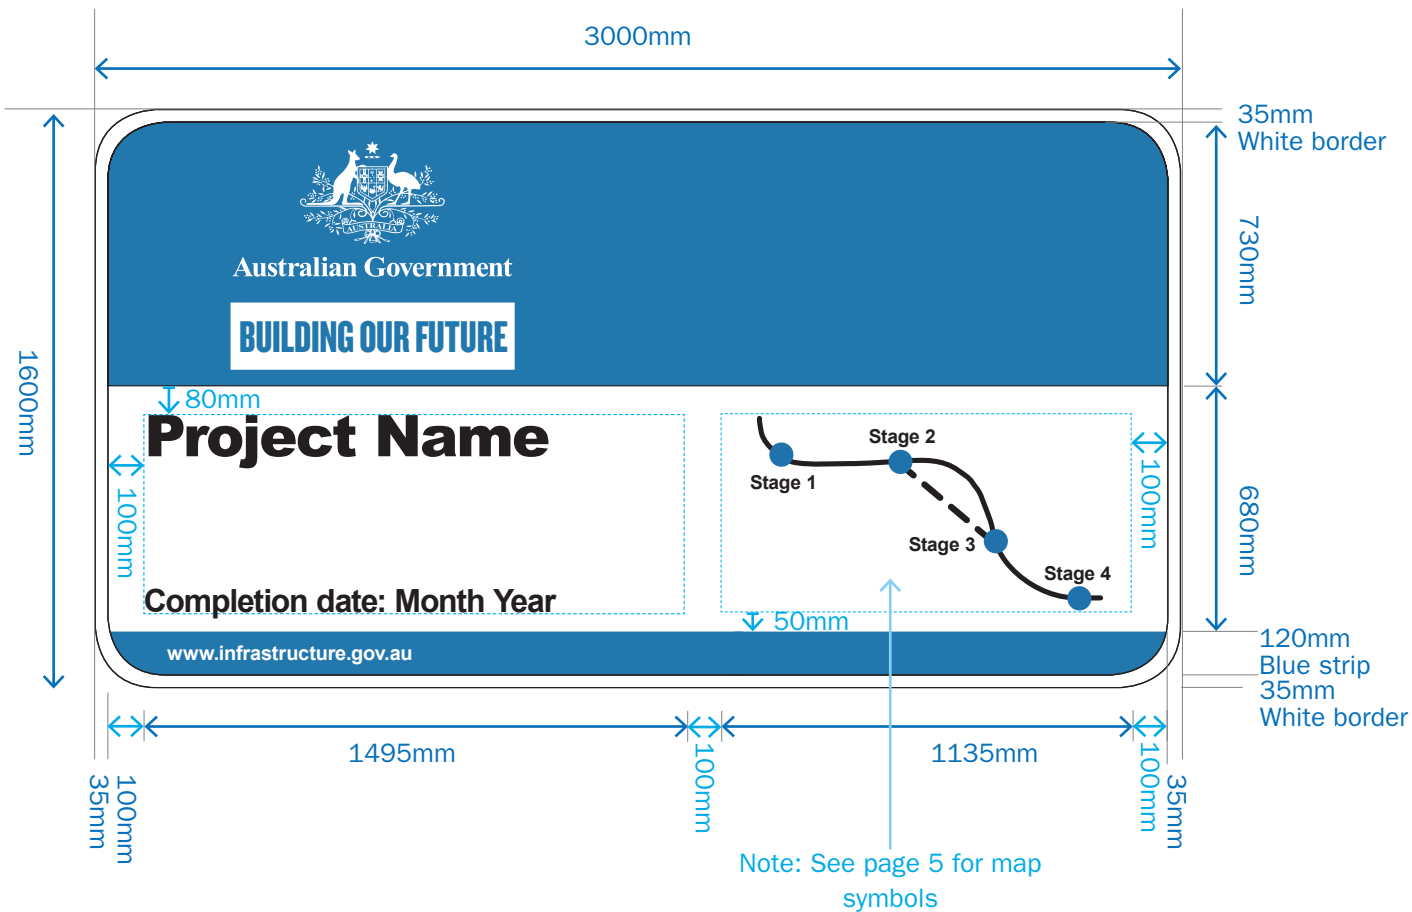 3000mm
35mm
White border
AUSTRALIA
Australian Government
BUILDING OUR FUTURE
730mm
1600mm
80mm
Project Name
100mm
Completion date: Month Year
Stage 1
Stage 2
Stage 3
Stage 4
100mm
680mm
50mm
www.infrastructure.gov.au
120mm
Blue strip
35mm
White border
35mm
100mm
1495mm
100mm
1135mm
100mm
35mm
Note: See page 5 for map
symbols